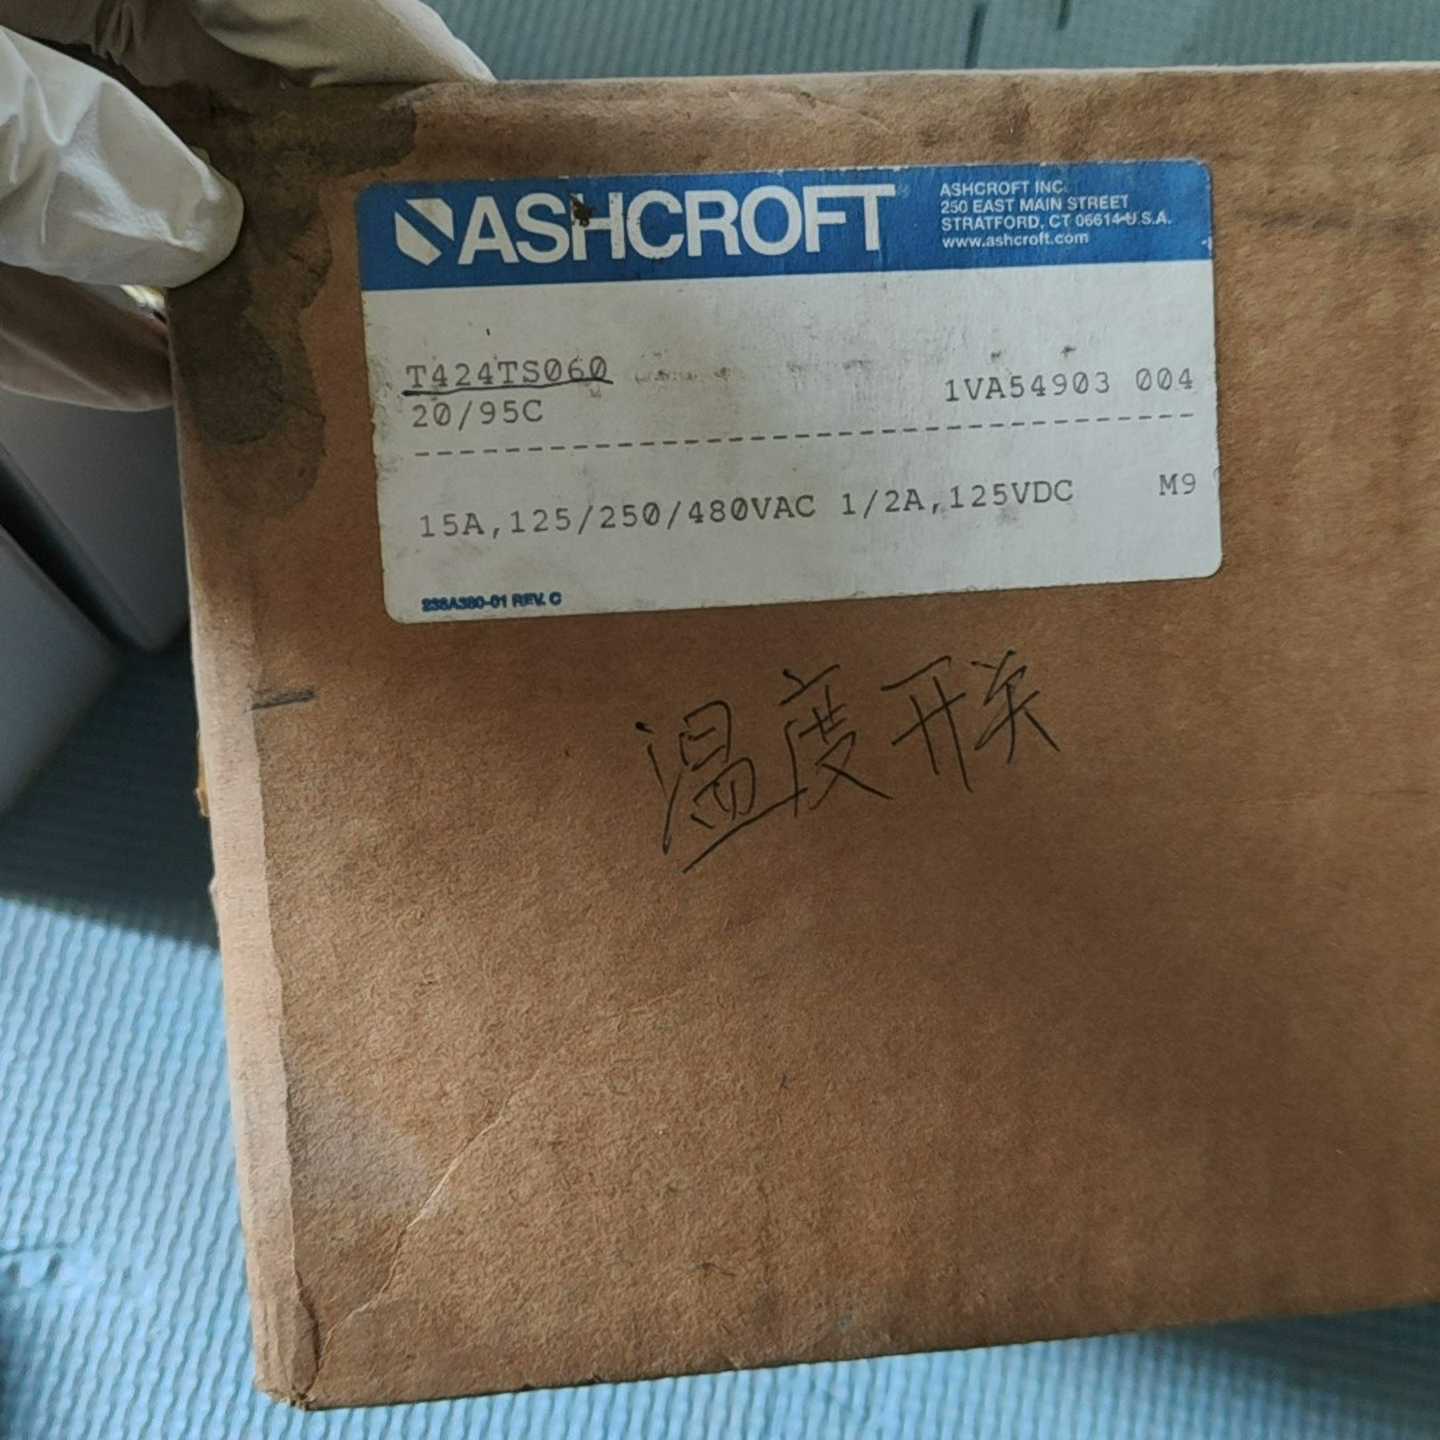 ASHCROFT
ASHCROFT INC.
250 EAST MAIN STREET
STRATFORD, CT 06614 U.S.A.
www.ashcroft.com
T424TS060
20/95C
1VA54903 004
15A,125/250/480VAC 1/2A,125VDC M9
238A380-01 REV. C
温度开关